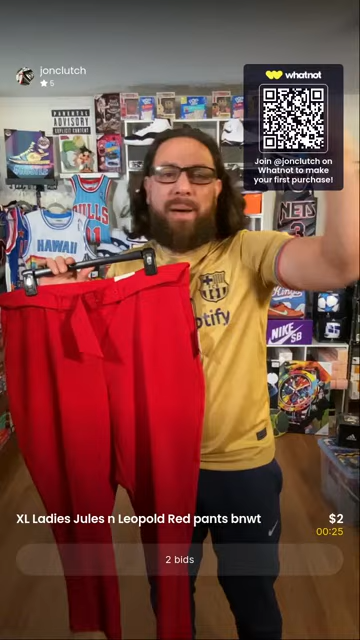 jonclutch
★ 5
whatnot
Join @jonclutch on
Whatnot to make
your first purchase!
PARENTAL
ADVISORY
EXPLICIT CONTENT
BULLS
HAWAII
NETS
NIKE
SB
XL Ladies Jules n Leopold Red pants bnwt
$2
00:25
2 bids